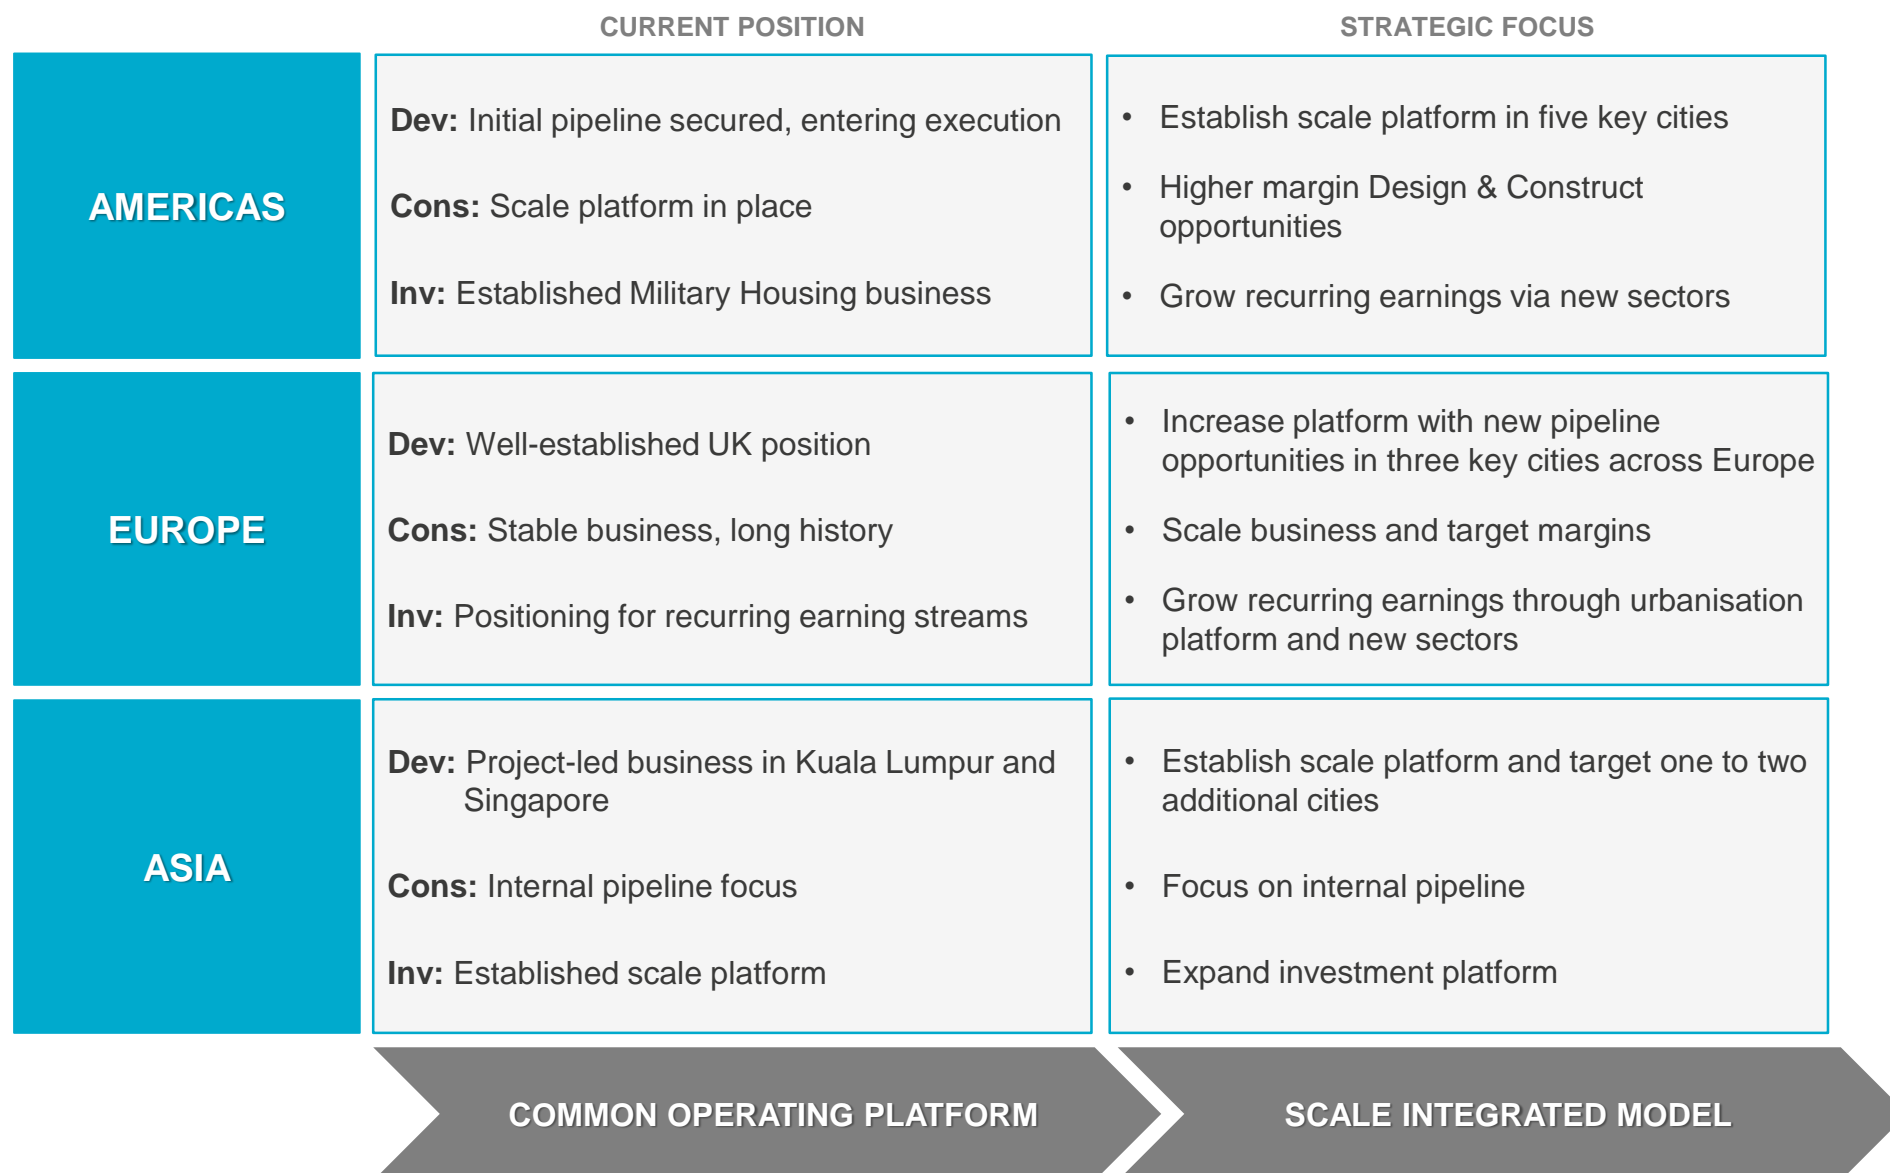 CURRENT POSITION
STRATEGIC FOCUS
AMERICAS
Dev: Initial pipeline secured, entering execution
Cons: Scale platform in place
Inv: Established Military Housing business
• Establish scale platform in five key cities
• Higher margin Design & Construct
opportunities
• Grow recurring earnings via new sectors
EUROPE
Dev: Well-established UK position
Cons: Stable business, long history
Inv: Positioning for recurring earning streams
• Increase platform with new pipeline
opportunities in three key cities across Europe
• Scale business and target margins
• Grow recurring earnings through urbanisation
platform and new sectors
ASIA
Dev: Project-led business in Kuala Lumpur and
Singapore
Cons: Internal pipeline focus
Inv: Established scale platform
• Establish scale platform and target one to two
additional cities
• Focus on internal pipeline
• Expand investment platform
COMMON OPERATING PLATFORM
SCALE INTEGRATED MODEL